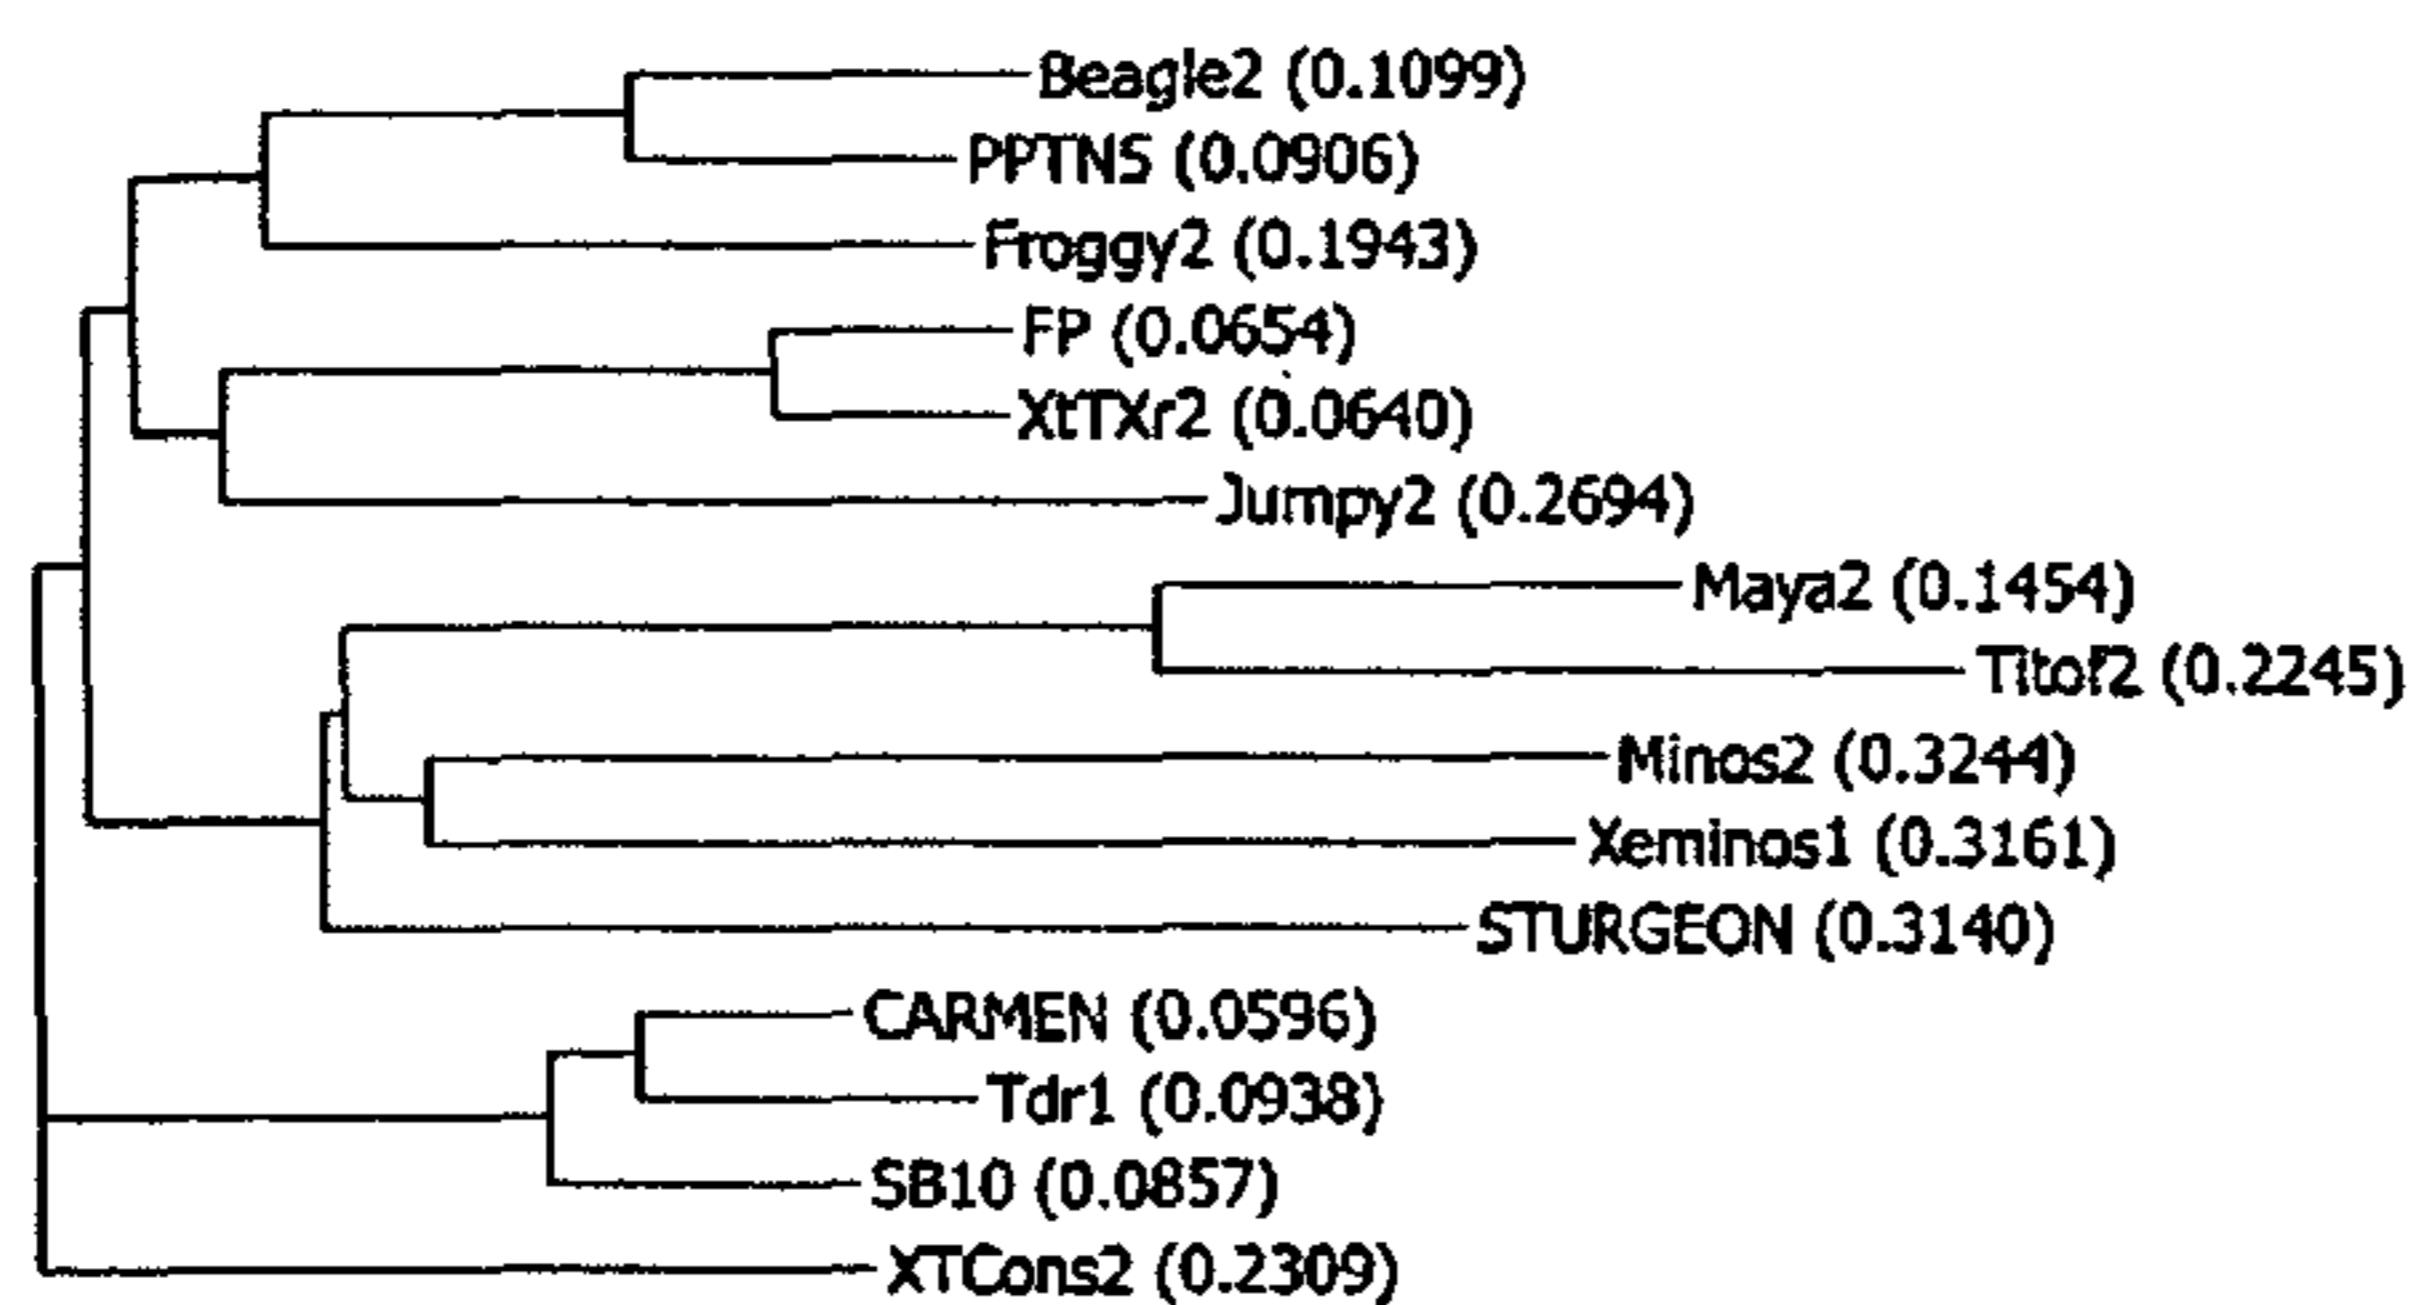 Beagle2 (0.1099)
PPTNS (0.0906)
Froggy2 (0.1943)
FP (0.0654)
XtTXr2 (0.0640)
Jumpy2 (0.2694)
Maya2 (0.1454)
Titof2 (0.2245)
Minos2 (0.3244)
Xeminos1 (0.3161)
STURGEON (0.3140)
CARMEN (0.0596)
Tdr1 (0.0938)
SB10 (0.0857)
XTCons2 (0.2309)